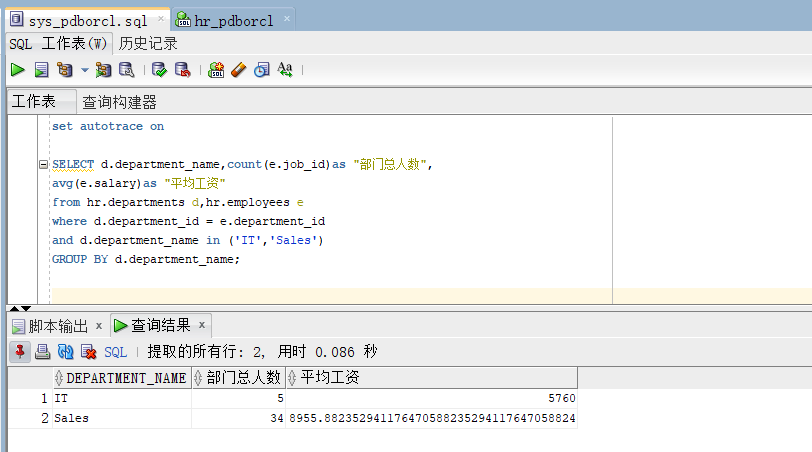 sys_pdborcl.sql × hr_pdborcl ×
SQL 工作表(W) 历史记录
工作表 查询构建器
set autotrace on
SELECT d.department_name,count(e.job_id)as "部门总人数",
avg(e.salary)as "平均工资"
from hr.departments d,hr.employees e
where d.department_id = e.department_id
and d.department_name in ('IT','Sales')
GROUP BY d.department_name;
脚本输出 × 查询结果 ×
SQL 提取的所有行: 2, 用时 0.086 秒
DEPARTMENT_NAME 部门总人数 平均工资
1 IT 5 5760
2 Sales 34 8955.882352941176470588235294117647058824